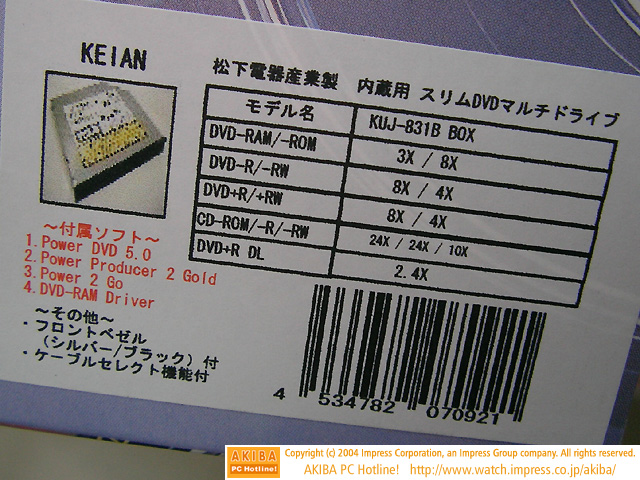 KEIAN
松下電器産業製 内蔵用 スリムDVDマルチドライブ
モデル名 KUJ-831B BOX
DVD-RAM/-ROM 3X / 8X
DVD-R/-RW 8X / 4X
DVD+R/+RW 8X / 4X
CD-ROM/-R/-RW 24X / 24X / 10X
DVD+R DL 2.4X
～付属ソフト～
1.Power DVD 5.0
2.Power Producer 2 Gold
3.Power 2 Go
4.DVD-RAM Driver
～その他～
・フロントベゼル
(シルバー/ブラック)付
・ケーブルセレクト機能付
4 534782 070921
AKIBA
PC Hotline!
Copyright (c) 2004 Impress Corporation, an Impress Group company. All rights reserved.
AKIBA PC Hotline! http://www.watch.impress.co.jp/akiba/